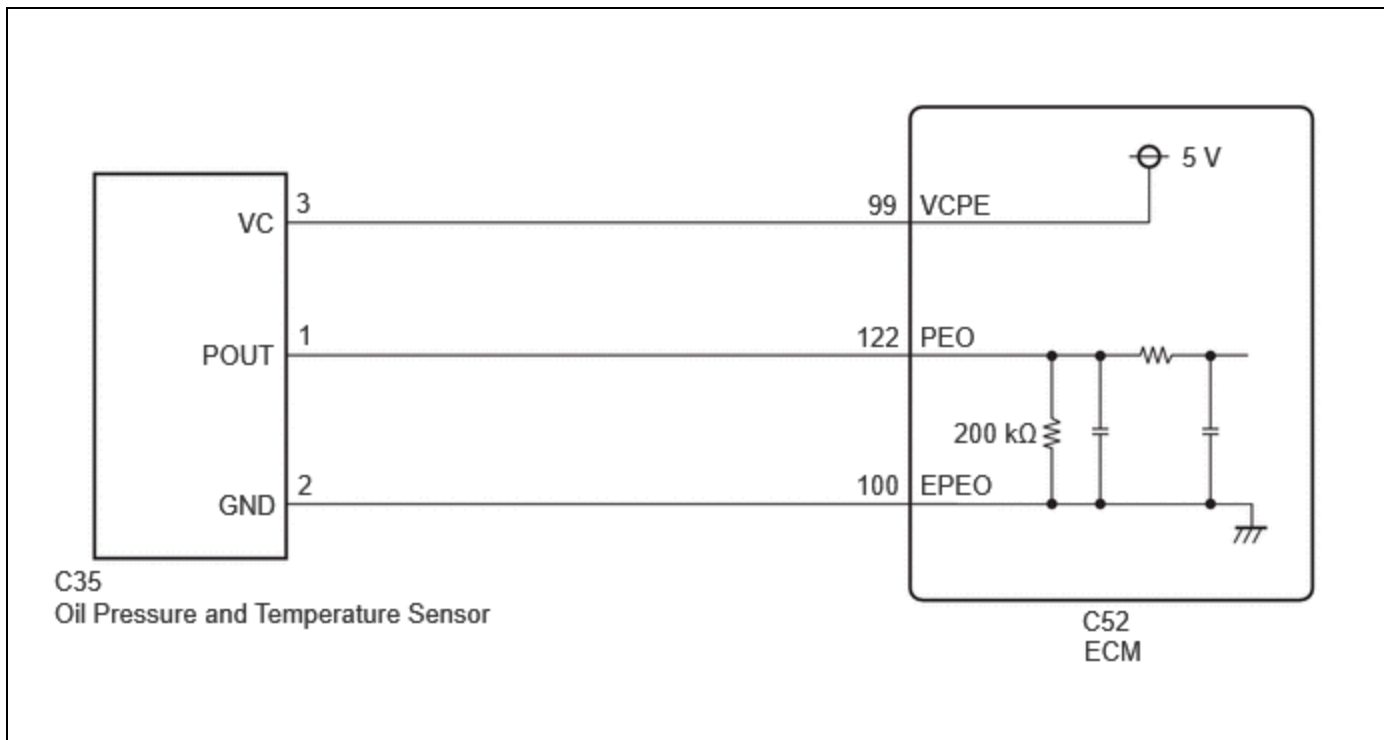 5 V
3
99 VCPE
VC
1
122 PEO
POUT
200 kΩ
2
100 EPEO
GND
C35
Oil Pressure and Temperature Sensor
C52
ECM